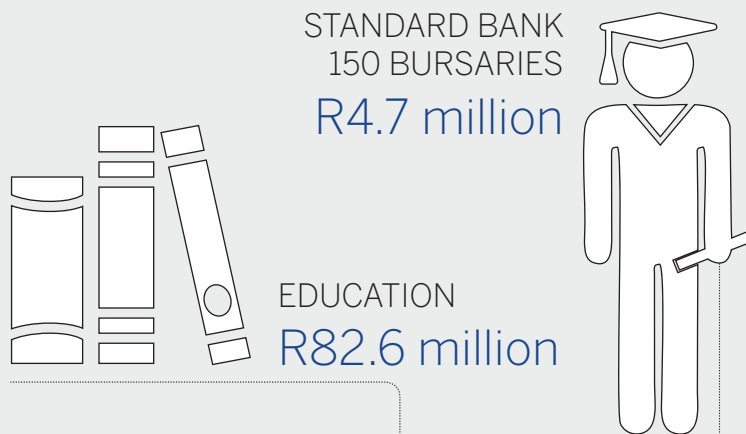 STANDARD BANK
150 BURSARIES
R4.7 million
EDUCATION
R82.6 million